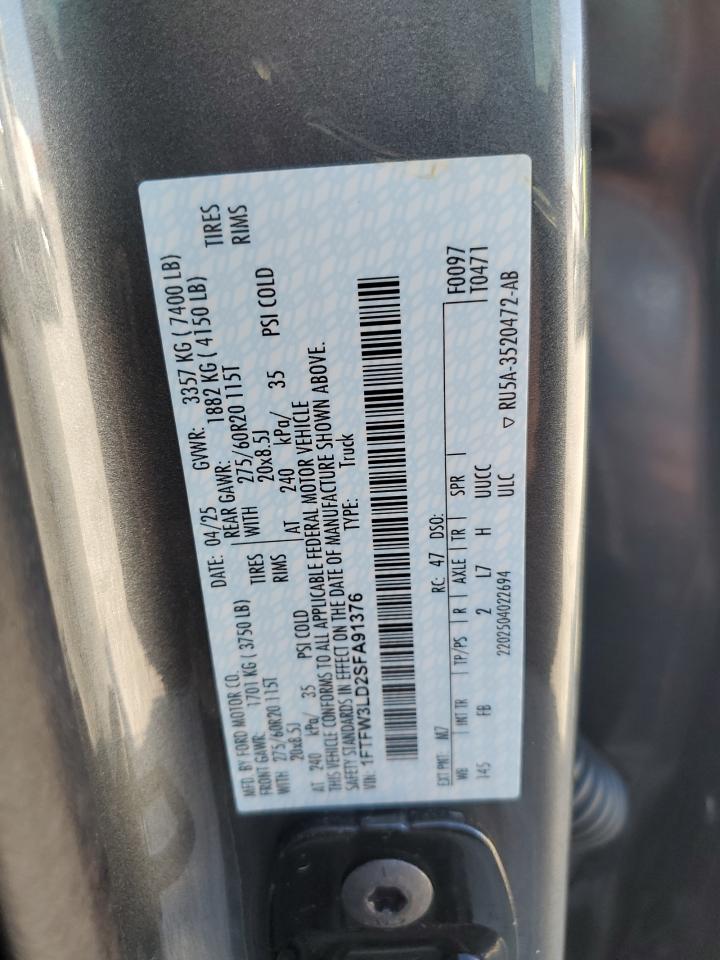 MFD. BY FORD MOTOR CO.
DATE: 04/25 GVWR: 3357 KG ( 7400 LB)
FRONT GAWR: 1701 KG ( 3750 LB) REAR GAWR: 1882 KG ( 4150 LB)
WITH 275/60R20 115T TIRES WITH 275/60R20 115T TIRES
20x8.5J RIMS 20x8.5J RIMS
AT 240 kPa/ 35 PSI COLD AT 240 kPa/ 35 PSI COLD
THIS VEHICLE CONFORMS TO ALL APPLICABLE FEDERAL MOTOR VEHICLE
SAFETY STANDARDS IN EFFECT ON THE DATE OF MANUFACTURE SHOWN ABOVE.
VIN: 1FTFW3LD2SFA91376 TYPE: Truck
F0097
T0471
EXT PNT: M7 RC: 47 DSO:
WB INT TR TP/PS R AXLE TR SPR
145 FB 2 L7 H UUCC
2202504022694 ULC ▽ RU5A-3520472-AB